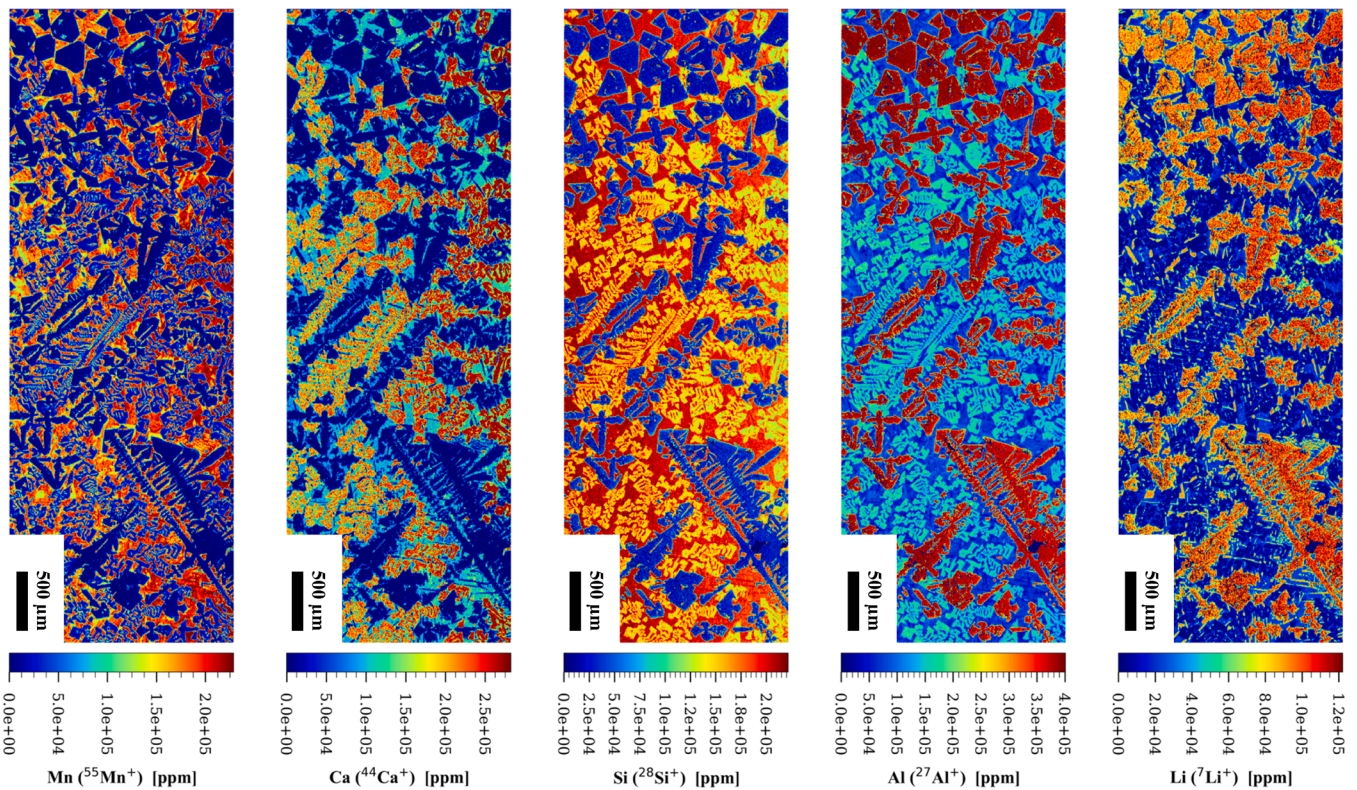 500 μm
500 μm
500 μm
500 μm
500 μm
0.0e+00 5.0e+04 1.0e+05 1.5e+05 2.0e+05
Mn (⁵⁵Mn⁺) [ppm]
0.0e+00 5.0e+04 1.0e+05 1.5e+05 2.0e+05 2.5e+05
Ca (⁴⁴Ca⁺) [ppm]
0.0e+00 2.5e+04 5.0e+04 7.5e+04 1.0e+05 1.2e+05 1.5e+05 1.8e+05 2.0e+05
Si (²⁸Si⁺) [ppm]
0.0e+00 5.0e+04 1.0e+05 1.5e+05 2.0e+05 2.5e+05 3.0e+05 3.5e+05 4.0e+05
Al (²⁷Al⁺) [ppm]
0.0e+00 2.0e+04 4.0e+04 6.0e+04 8.0e+04 1.0e+05 1.2e+05
Li (⁷Li⁺) [ppm]